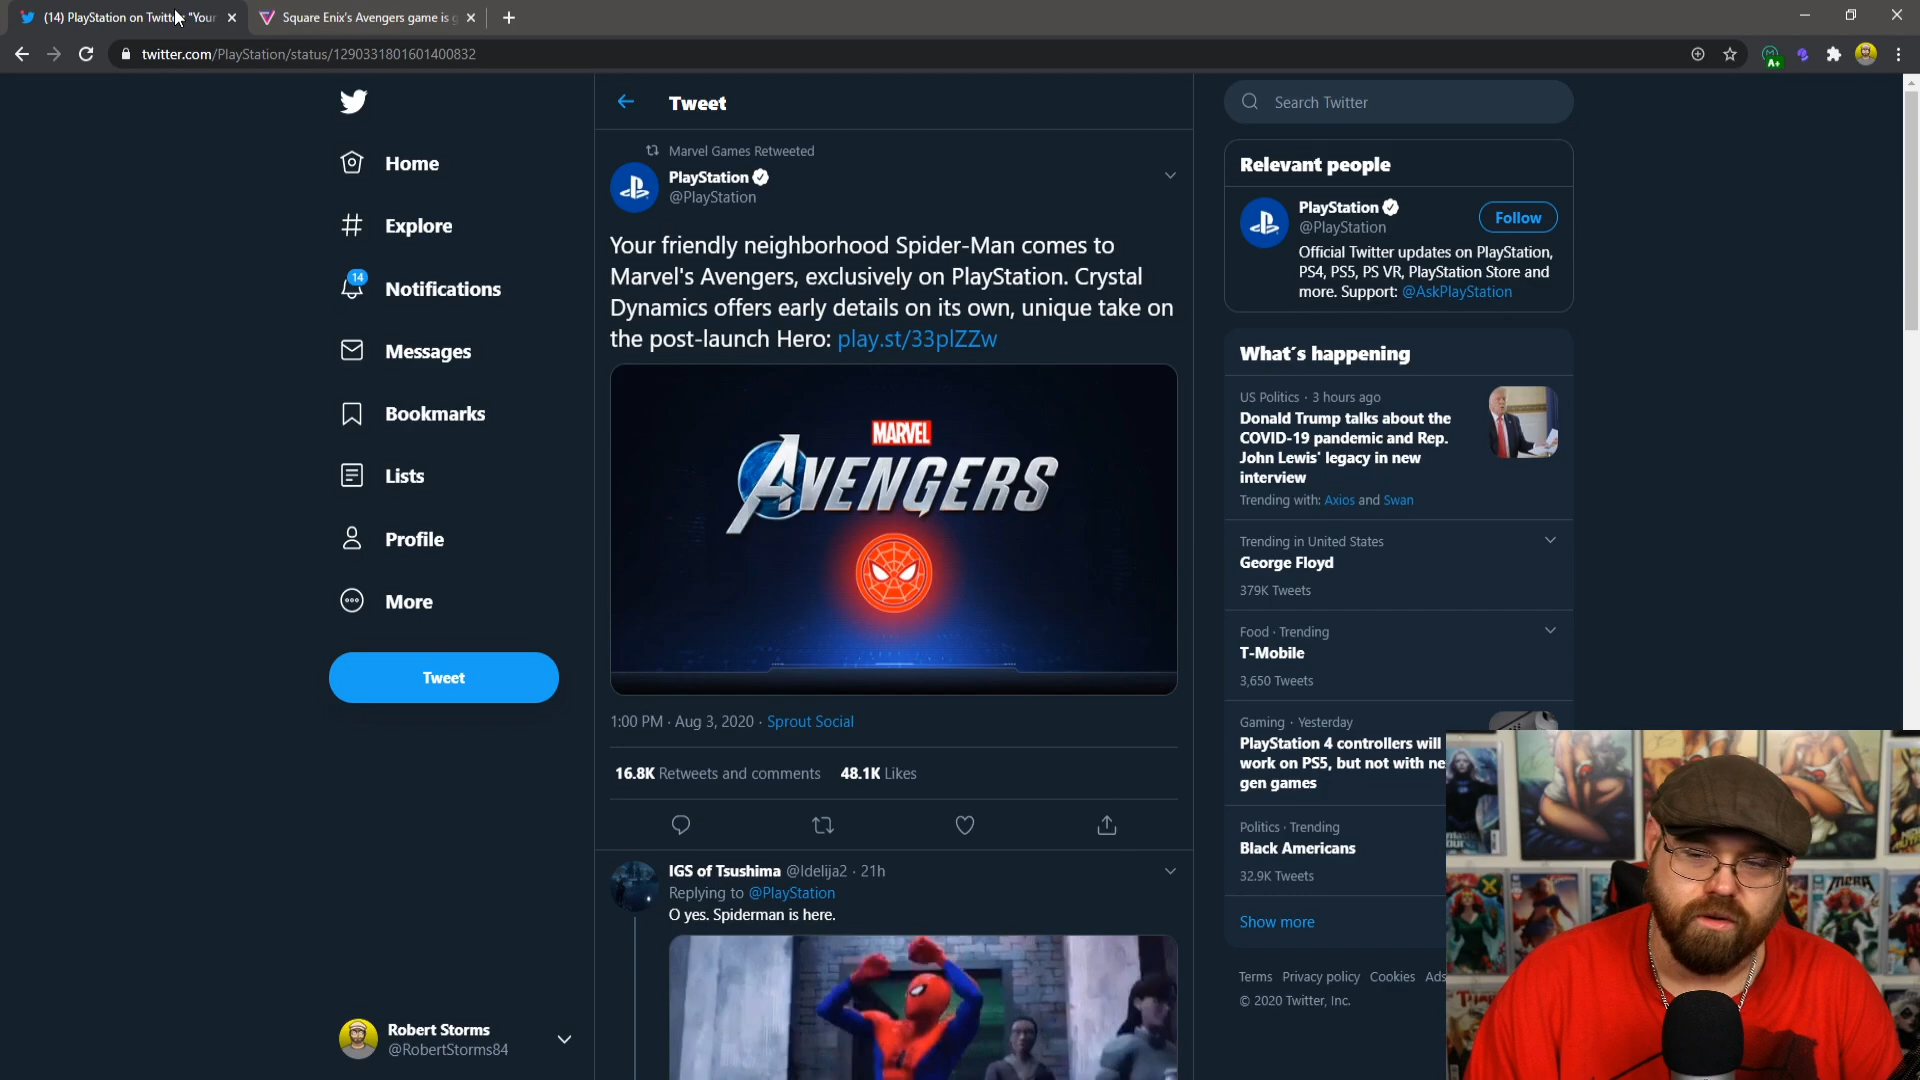 (14) PlayStation on Twitt "Your
Square Enix's Avengers game is g
twitter.com/PlayStation/status/1290331801601400832
A+
Home
Explore
14
Notifications
Messages
Bookmarks
Lists
Profile
More
Tweet
Robert Storms
@RobertStorms84
Tweet
Marvel Games Retweeted
PlayStation
@PlayStation
Your friendly neighborhood Spider-Man comes to
Marvel's Avengers, exclusively on PlayStation. Crystal
Dynamics offers early details on its own, unique take on
the post-launch Hero: play.st/33plZZw
MARVEL
AVENGERS
1:00 PM · Aug 3, 2020 · Sprout Social
16.8K Retweets and comments 48.1K Likes
IGS of Tsushima @Idelija2 · 21h
Replying to @PlayStation
O yes. Spiderman is here.
Search Twitter
Relevant people
PlayStation
@PlayStation
Follow
Official Twitter updates on PlayStation,
PS4, PS5, PS VR, PlayStation Store and
more. Support: @AskPlayStation
What's happening
US Politics · 3 hours ago
Donald Trump talks about the
COVID-19 pandemic and Rep.
John Lewis' legacy in new
interview
Trending with: Axios and Swan
Trending in United States
George Floyd
379K Tweets
Food · Trending
T-Mobile
3,650 Tweets
Gaming · Yesterday
PlayStation 4 controllers will
work on PS5, but not with ne
gen games
Politics · Trending
Black Americans
32.9K Tweets
Show more
Terms Privacy policy Cookies Ads
© 2020 Twitter, Inc.